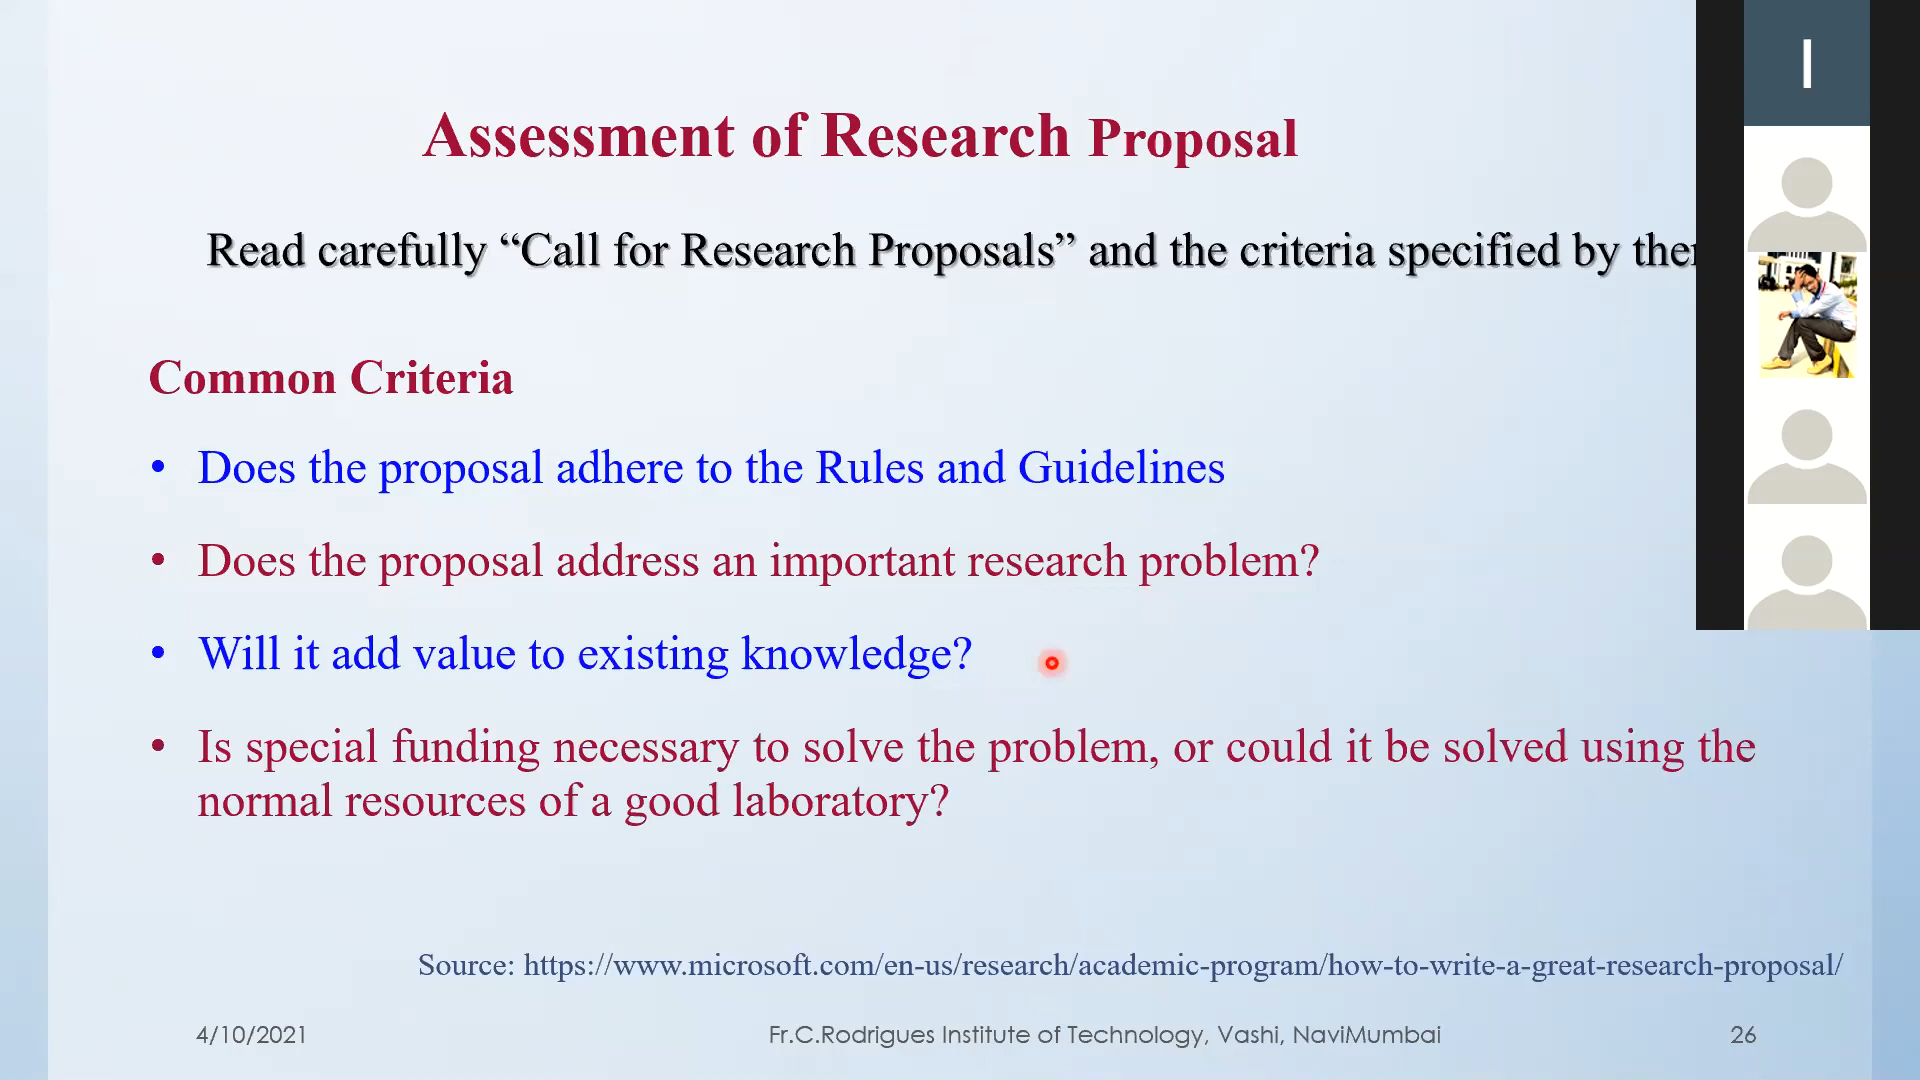 Assessment of Research Proposal
Read carefully “Call for Research Proposals” and the criteria specified by
Common Criteria
• Does the proposal adhere to the Rules and Guidelines
• Does the proposal address an important research problem?
• Will it add value to existing knowledge?
• Is special funding necessary to solve the problem, or could it be solved using the
normal resources of a good laboratory?
Source: https://www.microsoft.com/en-us/research/academic-program/how-to-write-a-great-research-proposal/
4/10/2021 Fr.C.Rodrigues Institute of Technology, Vashi, NaviMumbai 26